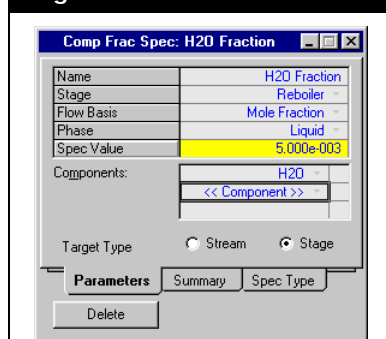 Comp Frac Spec: H2O Fraction
Name H2O Fraction
Stage Reboiler
Flow Basis Mole Fraction
Phase Liquid
Spec Value 5.000e-003
Components: H2O
<< Component >>
Target Type Stream Stage
Parameters Summary Spec Type
Delete